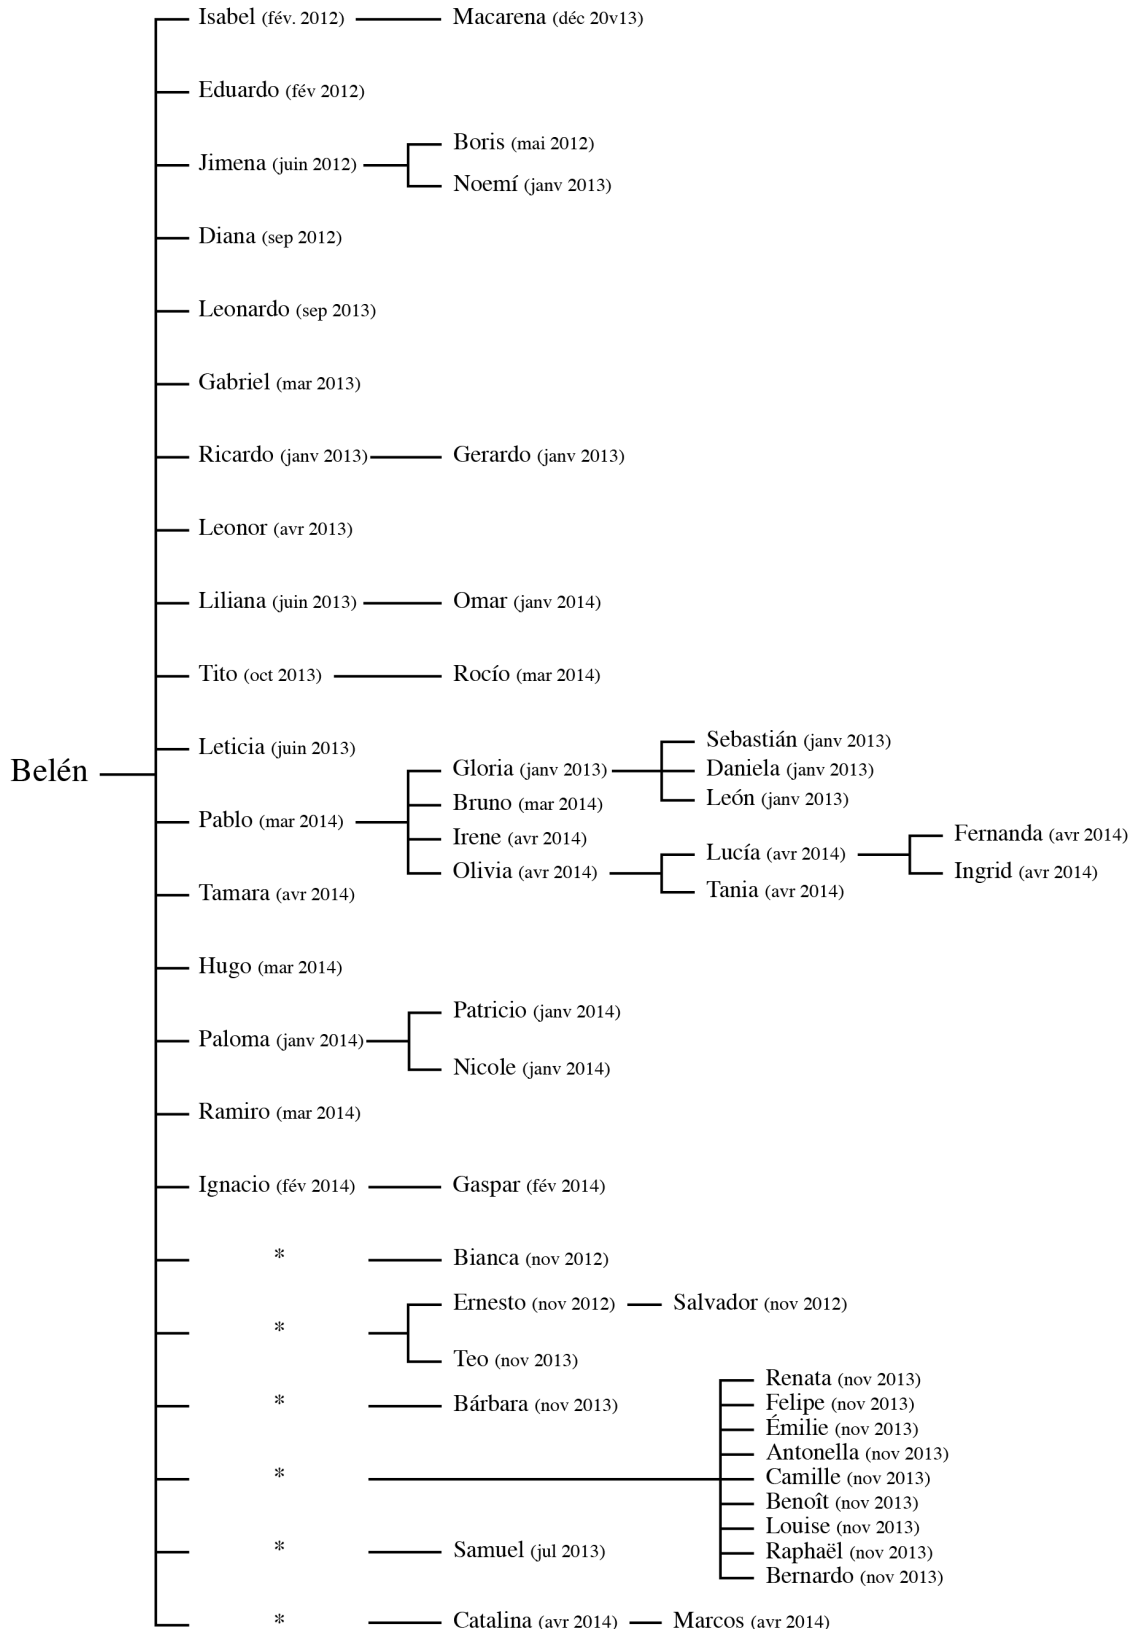 Isabel (fév. 2012) Macarena (déc 20v13)
Eduardo (fév 2012)
Boris (mai 2012)
Jimena (juin 2012)
Noemí (janv 2013)
Diana (sep 2012)
Leonardo (sep 2013)
Gabriel (mar 2013)
Ricardo (janv 2013) Gerardo (janv 2013)
Leonor (avr 2013)
Liliana (juin 2013) Omar (janv 2014)
Tito (oct 2013) Rocío (mar 2014)
Sebastián (janv 2013)
Leticia (juin 2013)
Belén
Gloria (janv 2013) Daniela (janv 2013)
León (janv 2013)
Bruno (mar 2014)
Pablo (mar 2014)
Fernanda (avr 2014)
Irene (avr 2014)
Lucía (avr 2014)
Olivia (avr 2014) Ingrid (avr 2014)
Tania (avr 2014)
Tamara (avr 2014)
Hugo (mar 2014)
Patricio (janv 2014)
Paloma (janv 2014)
Nicole (janv 2014)
Ramiro (mar 2014)
Ignacio (fév 2014) Gaspar (fév 2014)
* Bianca (nov 2012)
Ernesto (nov 2012) Salvador (nov 2012)
*
Teo (nov 2013)
Renata (nov 2013)
* Bárbara (nov 2013) Felipe (nov 2013)
Émilie (nov 2013)
Antonella (nov 2013)
* Camille (nov 2013)
Benoît (nov 2013)
Louise (nov 2013)
* Samuel (jul 2013) Raphaël (nov 2013)
Bernardo (nov 2013)
* Catalina (avr 2014) Marcos (avr 2014)